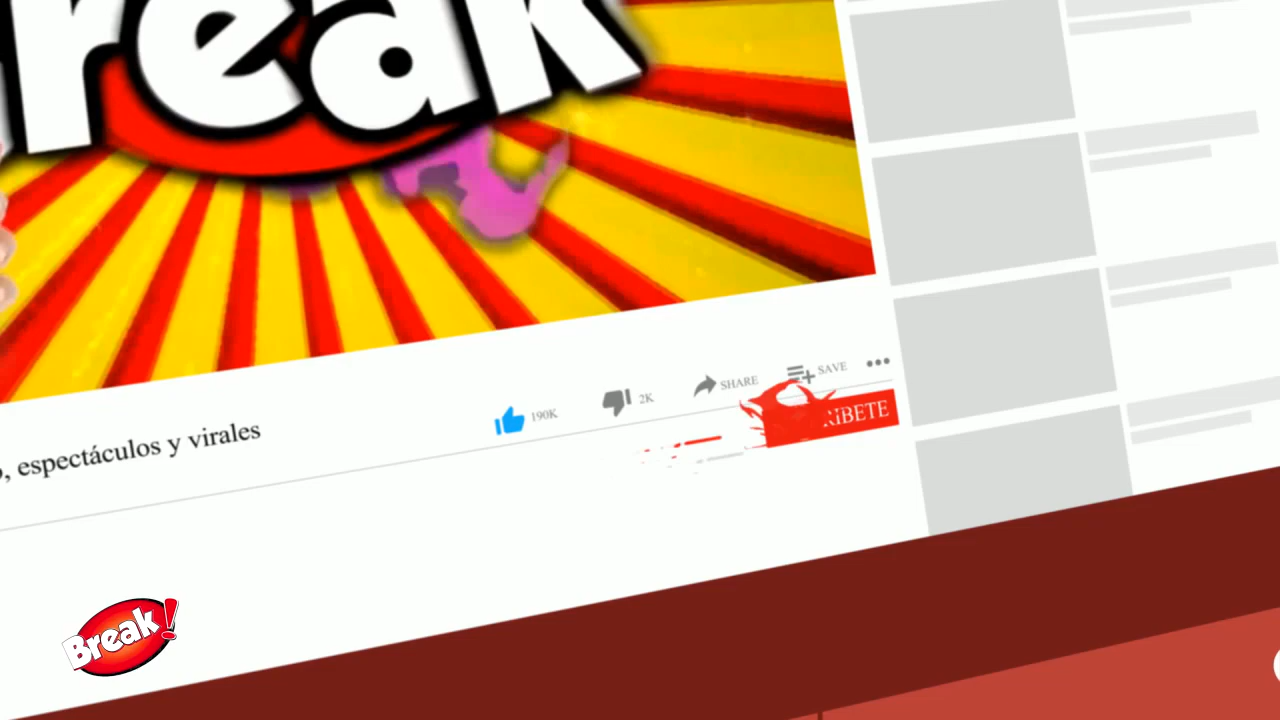 reak
190K
2K
SHARE
SAVE
, espectáculos y virales
RIBETE
Break!